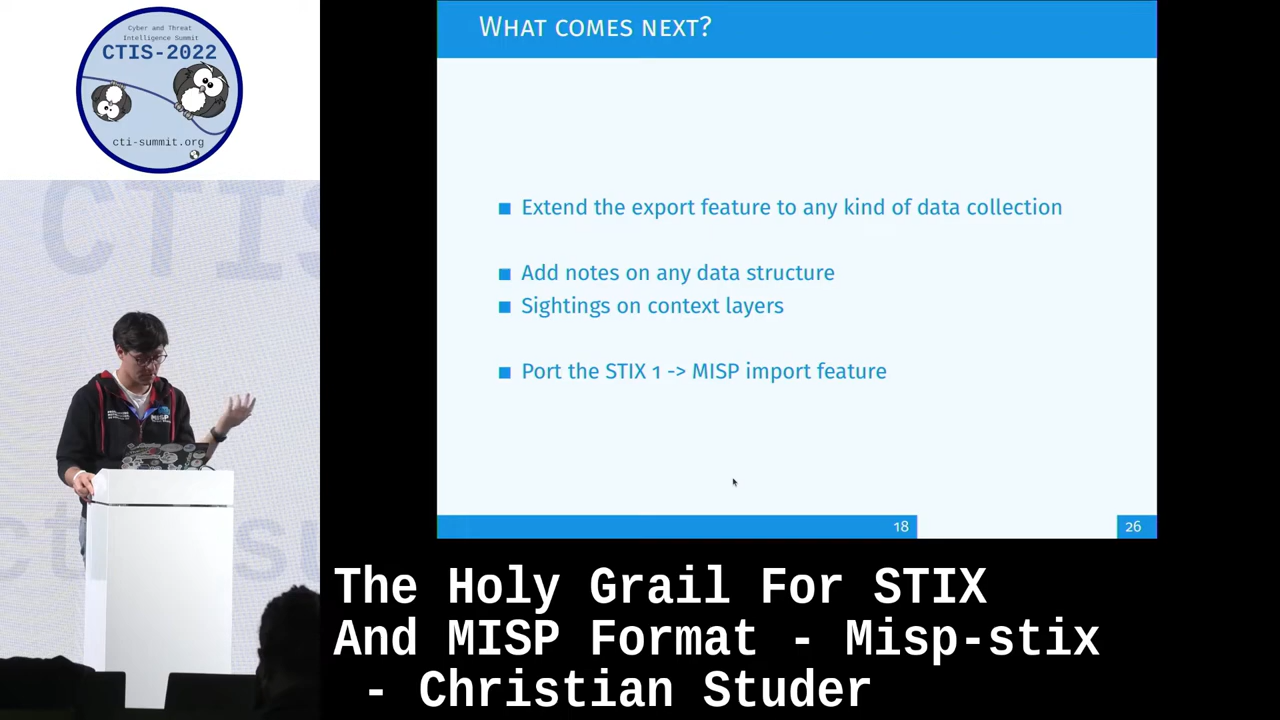 Cyber and Threat
Intelligence Summit
CTIS-2022
cti-summit.org
WHAT COMES NEXT?
Extend the export feature to any kind of data collection
Add notes on any data structure
Sightings on context layers
Port the STIX 1 -> MISP import feature
18
26
CTIS
MISP
The Holy Grail For STIX
And MISP Format - Misp-stix
- Christian Studer